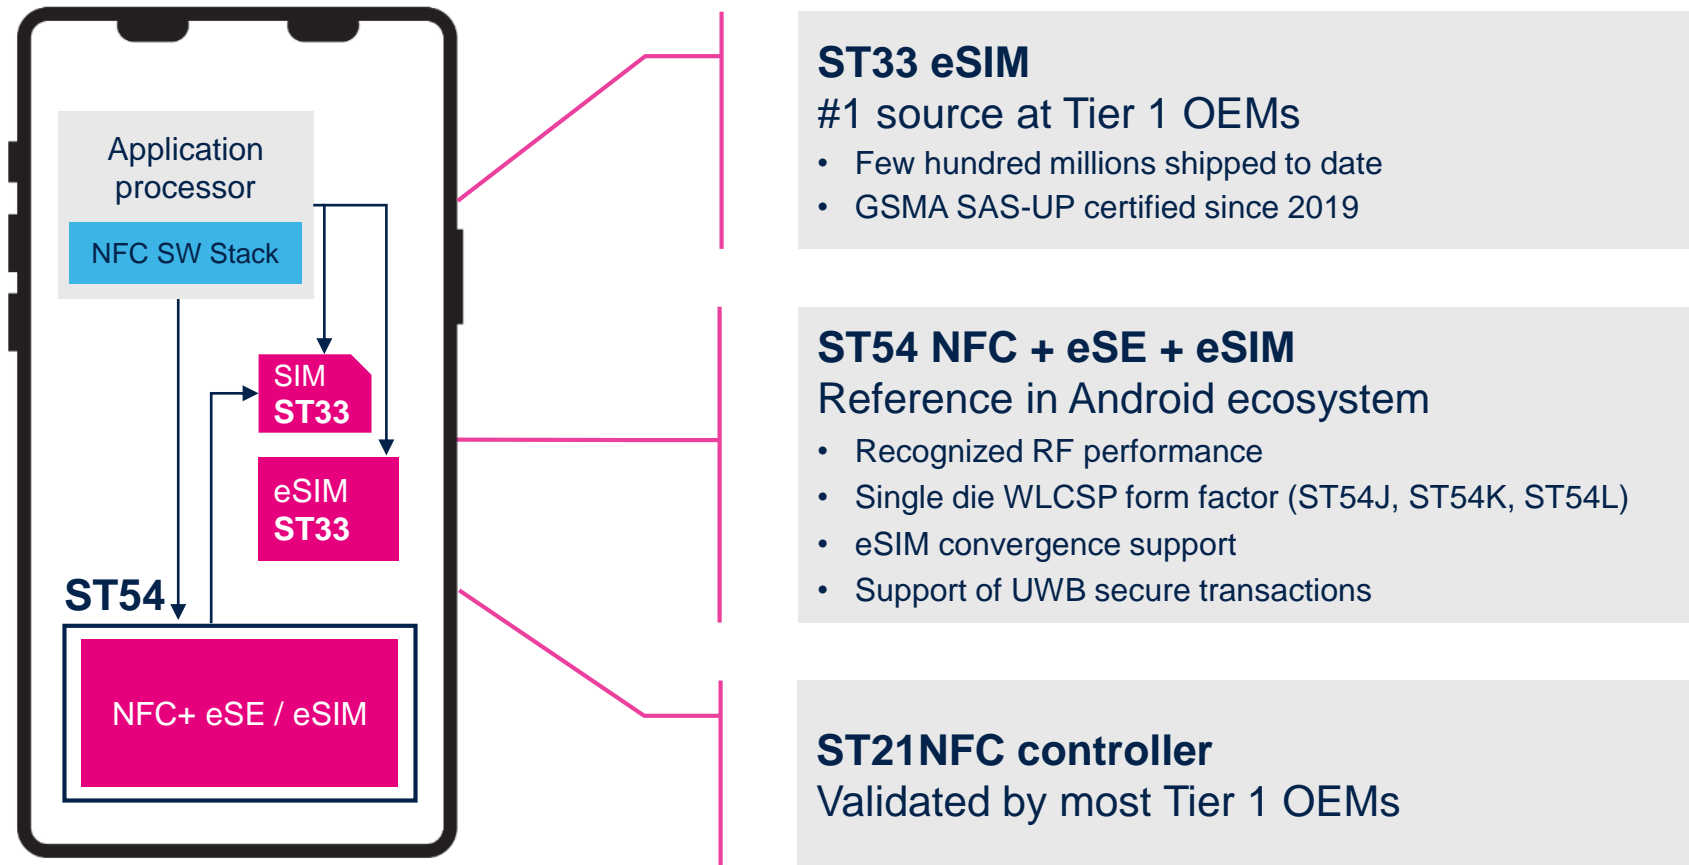 Application
processor
NFC SW Stack
SIM
ST33
eSIM
ST33
ST54
NFC+ eSE / eSIM
ST33 eSIM
#1 source at Tier 1 OEMs
• Few hundred millions shipped to date
• GSMA SAS-UP certified since 2019
ST54 NFC + eSE + eSIM
Reference in Android ecosystem
• Recognized RF performance
• Single die WLCSP form factor (ST54J, ST54K, ST54L)
• eSIM convergence support
• Support of UWB secure transactions
ST21NFC controller
Validated by most Tier 1 OEMs